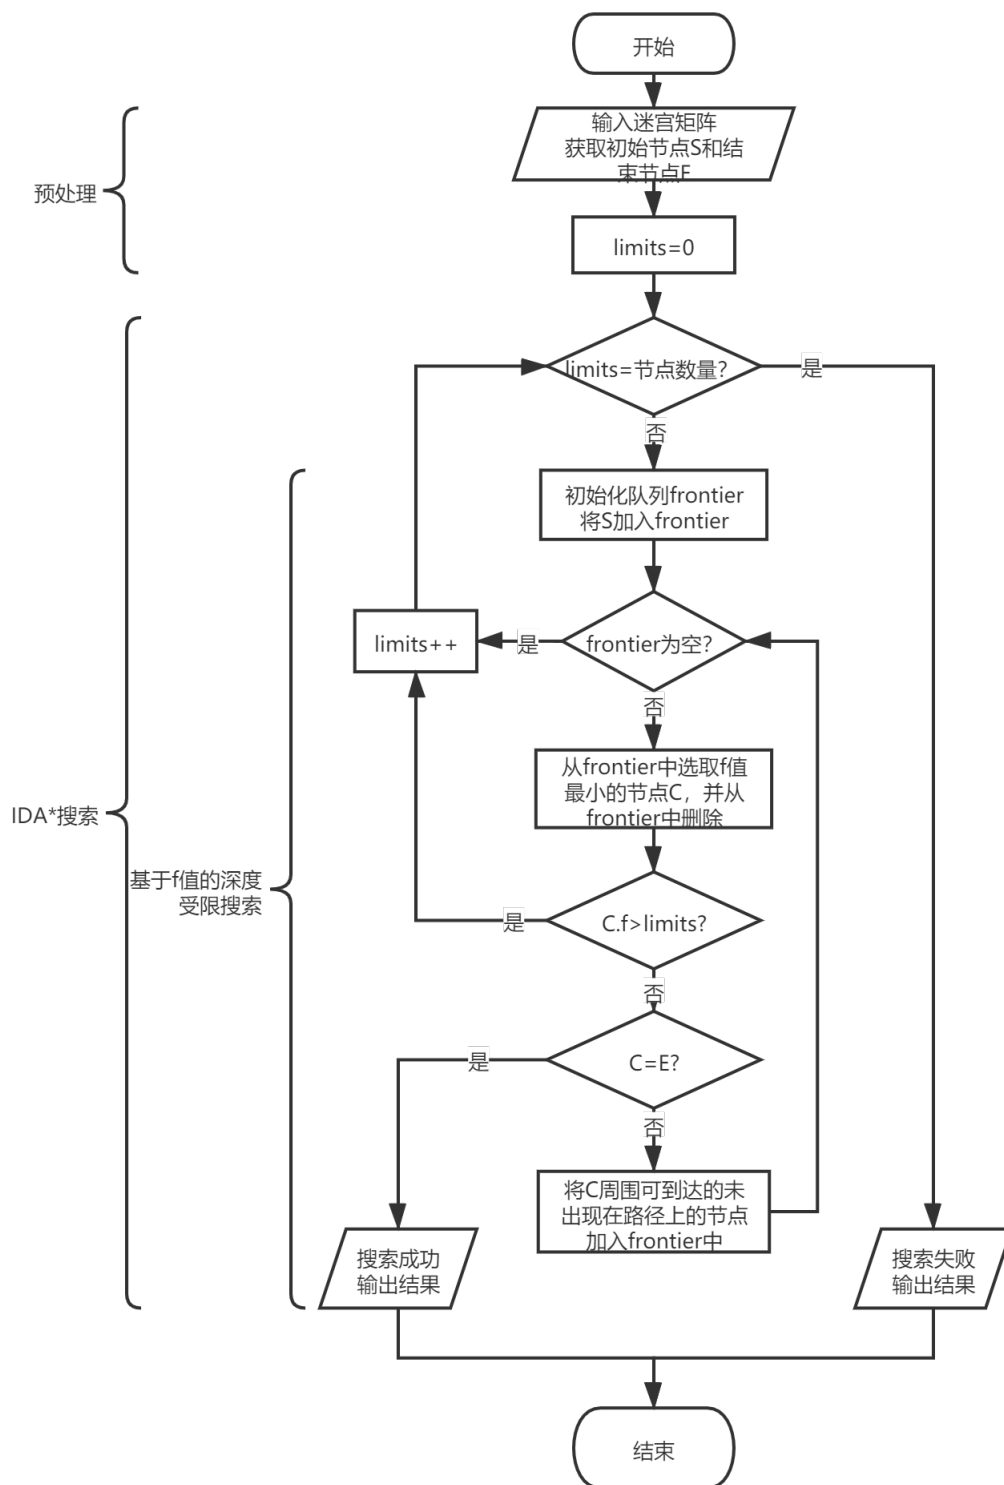 开始
输入迷宫矩阵
获取初始节点S和结
束节点E
预处理
limits=0
limits=节点数量?
是
否
初始化队列frontier
将S加入frontier
limits++
是
frontier为空?
否
从frontier中选取f值
最小的节点C，并从
frontier中删除
IDA*搜索
基于f值的深度
受限搜索
是
C.f>limits?
否
是
C=E?
否
将C周围可到达的未
出现在路径上的节点
加入frontier中
搜索成功
输出结果
搜索失败
输出结果
结束